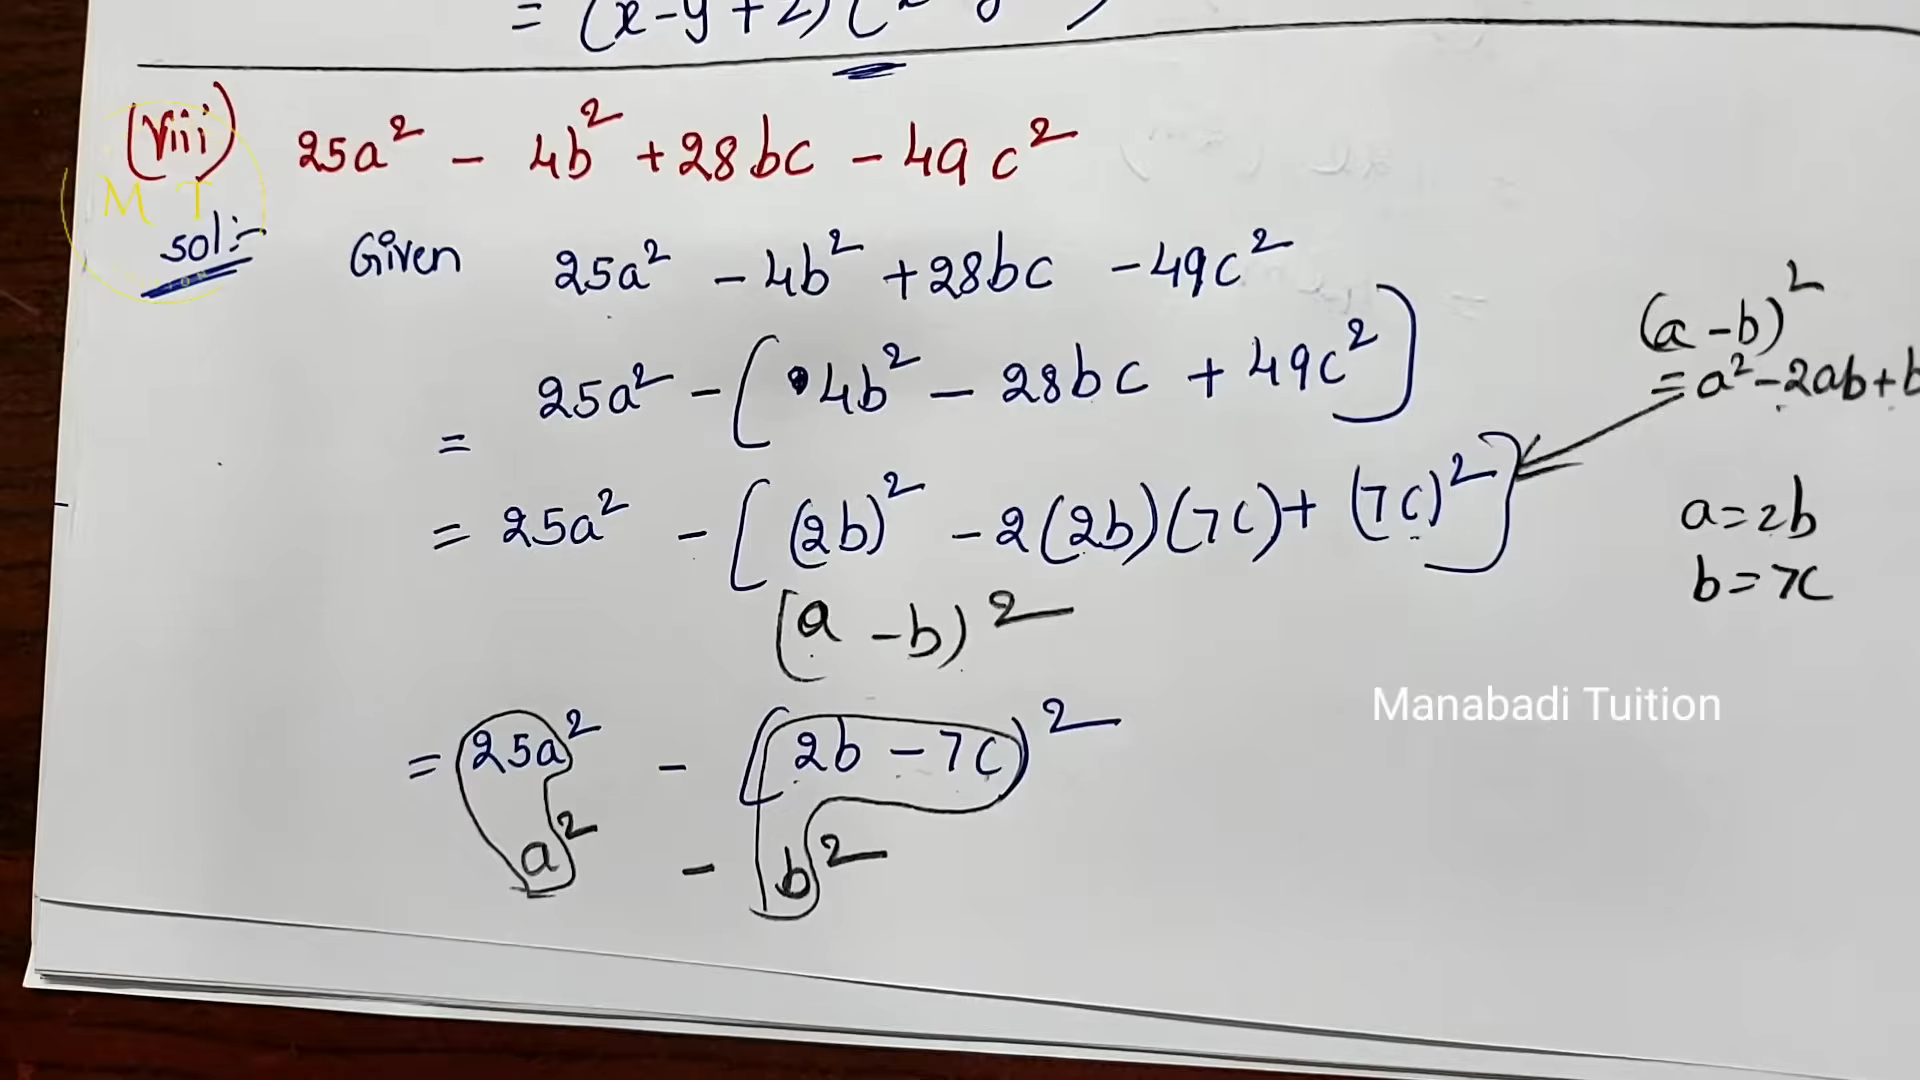 = (x-y+2)(
(viii) 25a² - 4b² + 28bc - 49c²
M T
Sol:- Given 25a² - 4b² + 28bc - 49c²
= 25a² - [4b² - 28bc + 49c²]
(a-b)²
= a² - 2ab + b
= 25a² - [(2b)² - 2(2b)(7c) + (7c)²]
a = 2b
b = 7c
(a - b)²
= 25a² - (2b - 7c)²
a² - b²
Manabadi Tuition